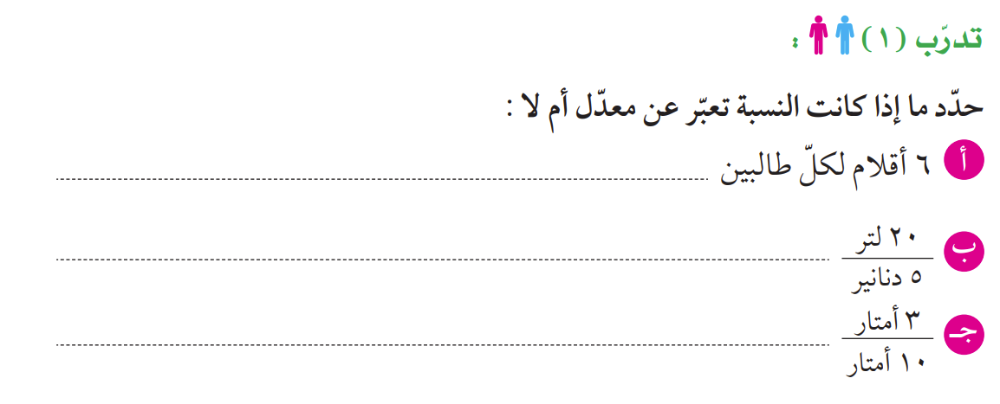 تدرّب (١) :
حدّد ما إذا كانت النسبة تعبّر عن معدّل أم لا :
أ ٦ أقلام لكلّ طالبين
ب ٢٠ لتر
٥ دنانير
جـ ٣ أمتار
١٠ أمتار